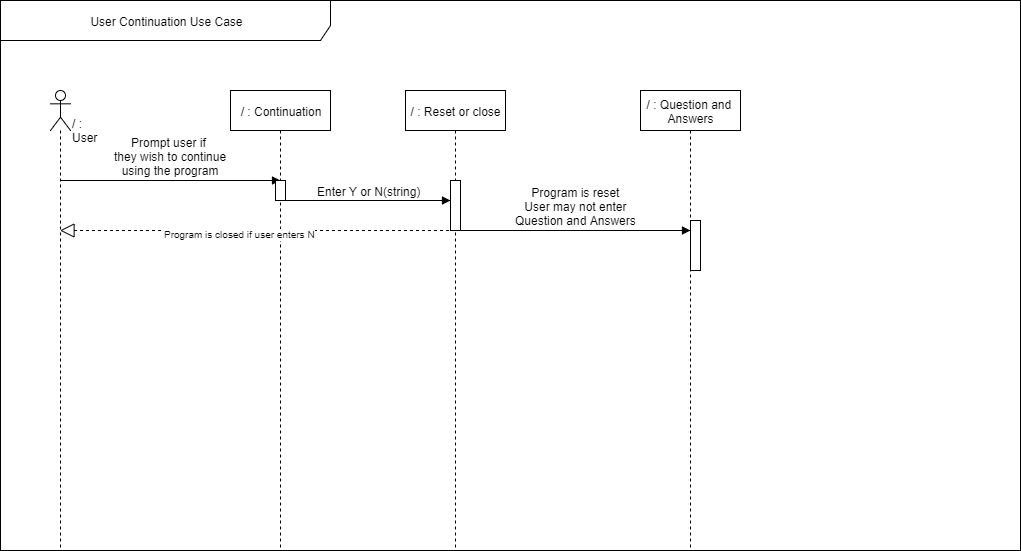 User Continuation Use Case
/ :
User
/ : Continuation
/ : Reset or close
/ : Question and
Answers
Prompt user if
they wish to continue
using the program
Enter Y or N(string)
Program is reset
User may not enter
Question and Answers
Program is closed if user enters N